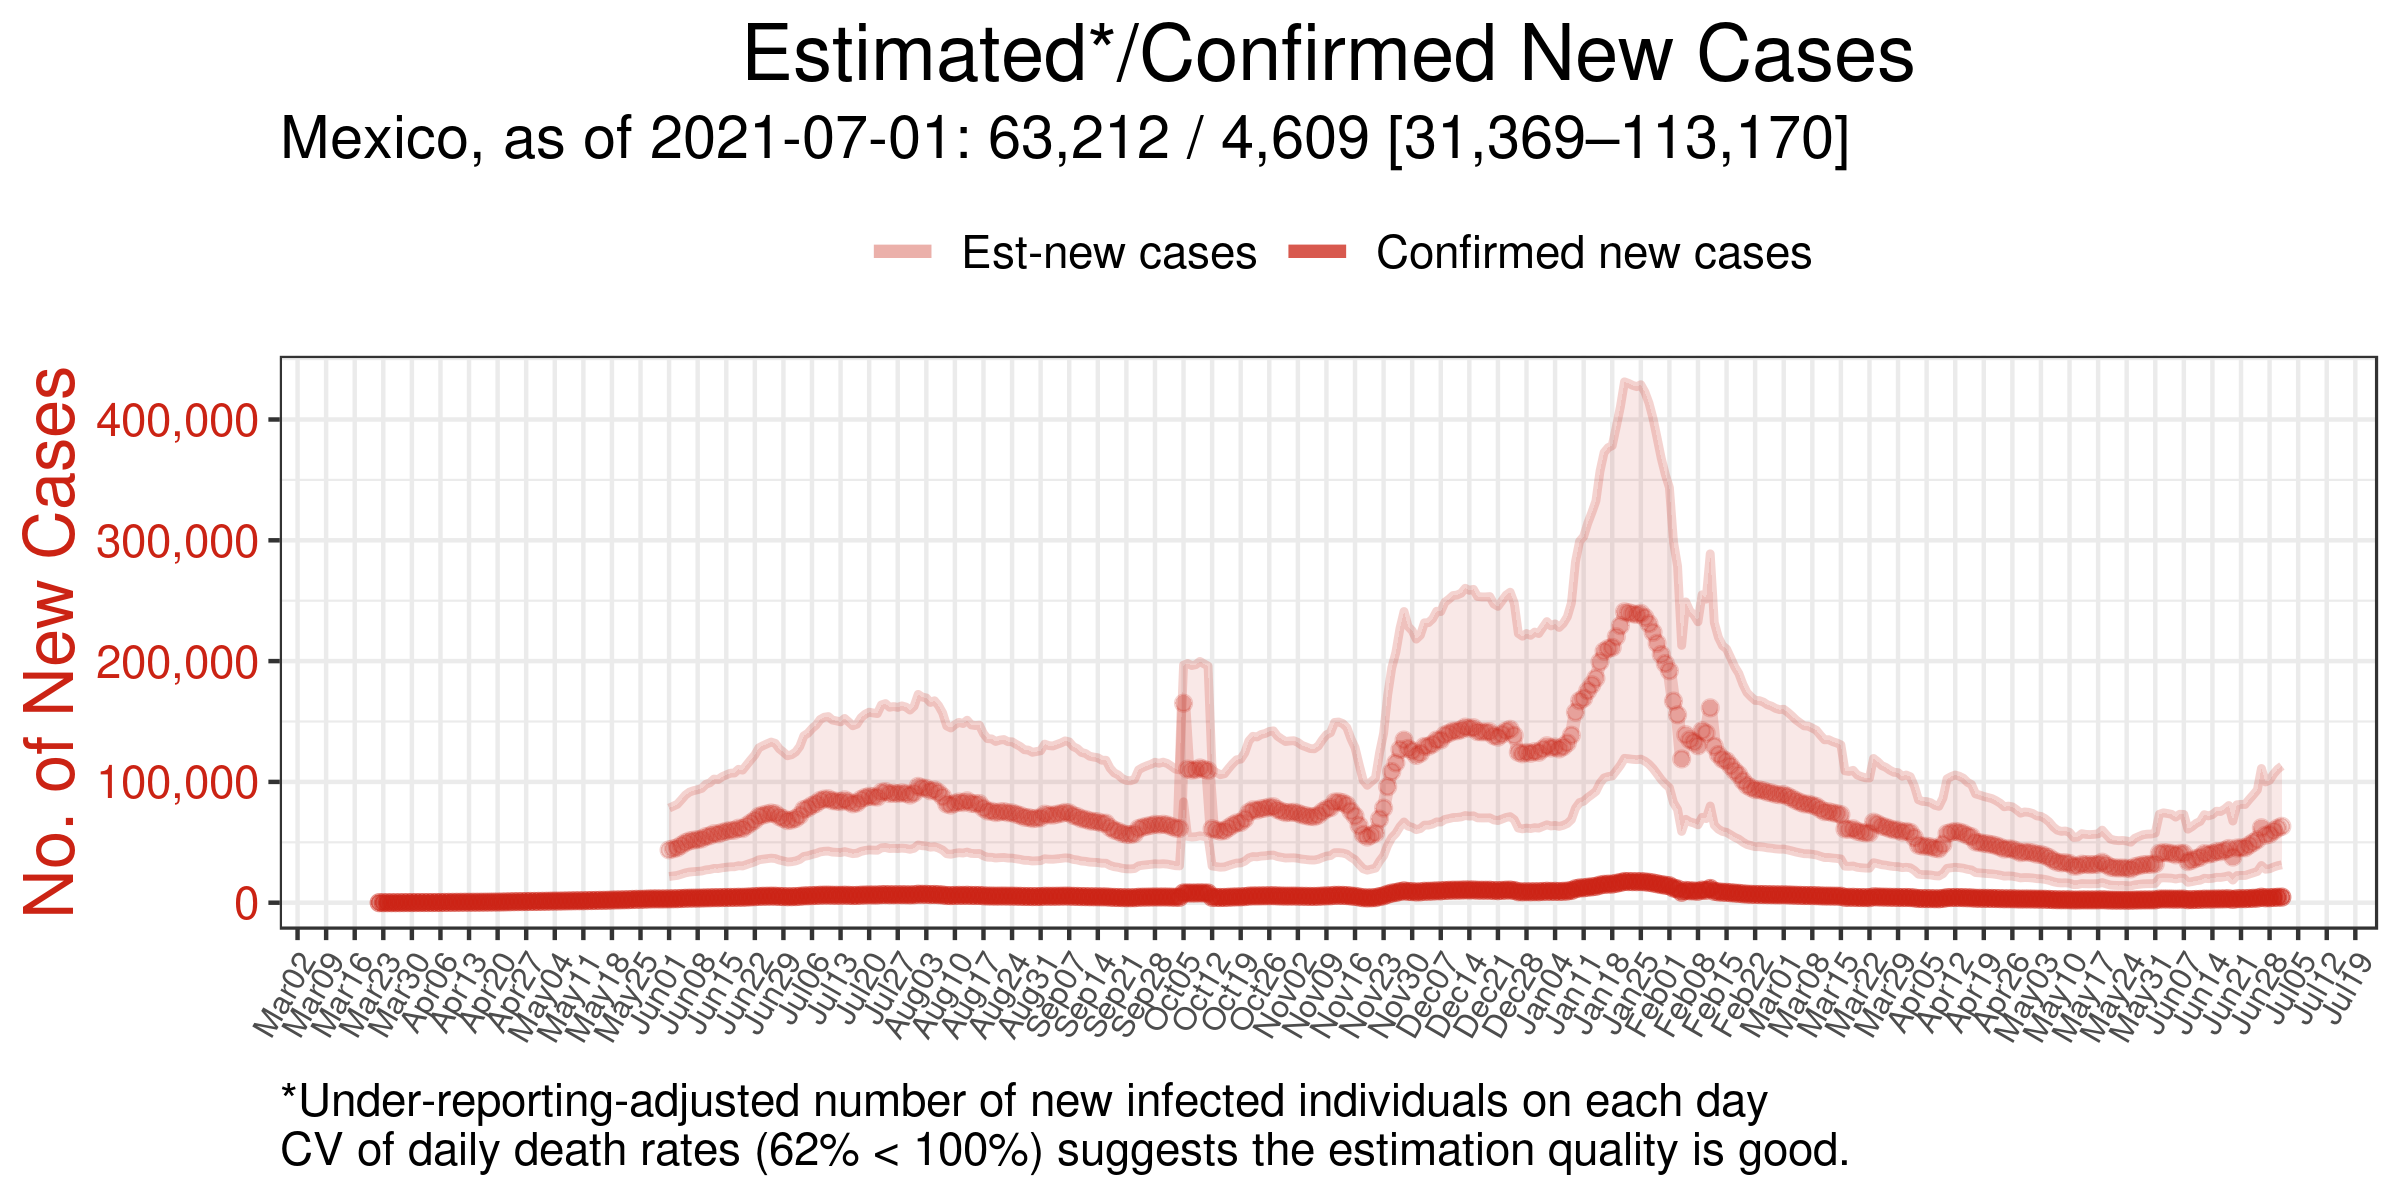 Estimated*/Confirmed New Cases
Mexico, as of 2021-07-01: 63,212 / 4,609 [31,369–113,170]
Est-new cases Confirmed new cases
No. of New Cases
400,000
300,000
200,000
100,000
0
Mar02 Mar09 Mar16 Mar23 Mar30 Apr06 Apr13 Apr20 Apr27 May04 May11 May18 May25 Jun01 Jun08 Jun15 Jun22 Jun29 Jul06 Jul13 Jul20 Jul27 Aug03 Aug10 Aug17 Aug24 Aug31 Sep07 Sep14 Sep21 Sep28 Oct05 Oct12 Oct19 Oct26 Nov02 Nov09 Nov16 Nov23 Nov30 Dec07 Dec14 Dec21 Dec28 Jan04 Jan11 Jan18 Jan25 Feb01 Feb08 Feb15 Feb22 Mar01 Mar08 Mar15 Mar22 Mar29 Apr05 Apr12 Apr19 Apr26 May03 May10 May17 May24 May31 Jun07 Jun14 Jun21 Jun28 Jul05 Jul12 Jul19
*Under-reporting-adjusted number of new infected individuals on each day
CV of daily death rates (62% < 100%) suggests the estimation quality is good.